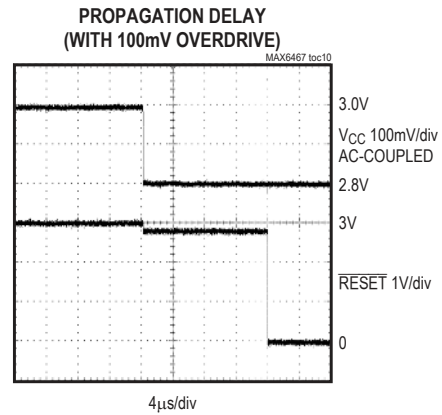 PROPAGATION DELAY
(WITH 100mV OVERDRIVE)
MAX6467 toc10
3.0V
VCC 100mV/div
AC-COUPLED
2.8V
3V
RESET 1V/div
0
4μs/div